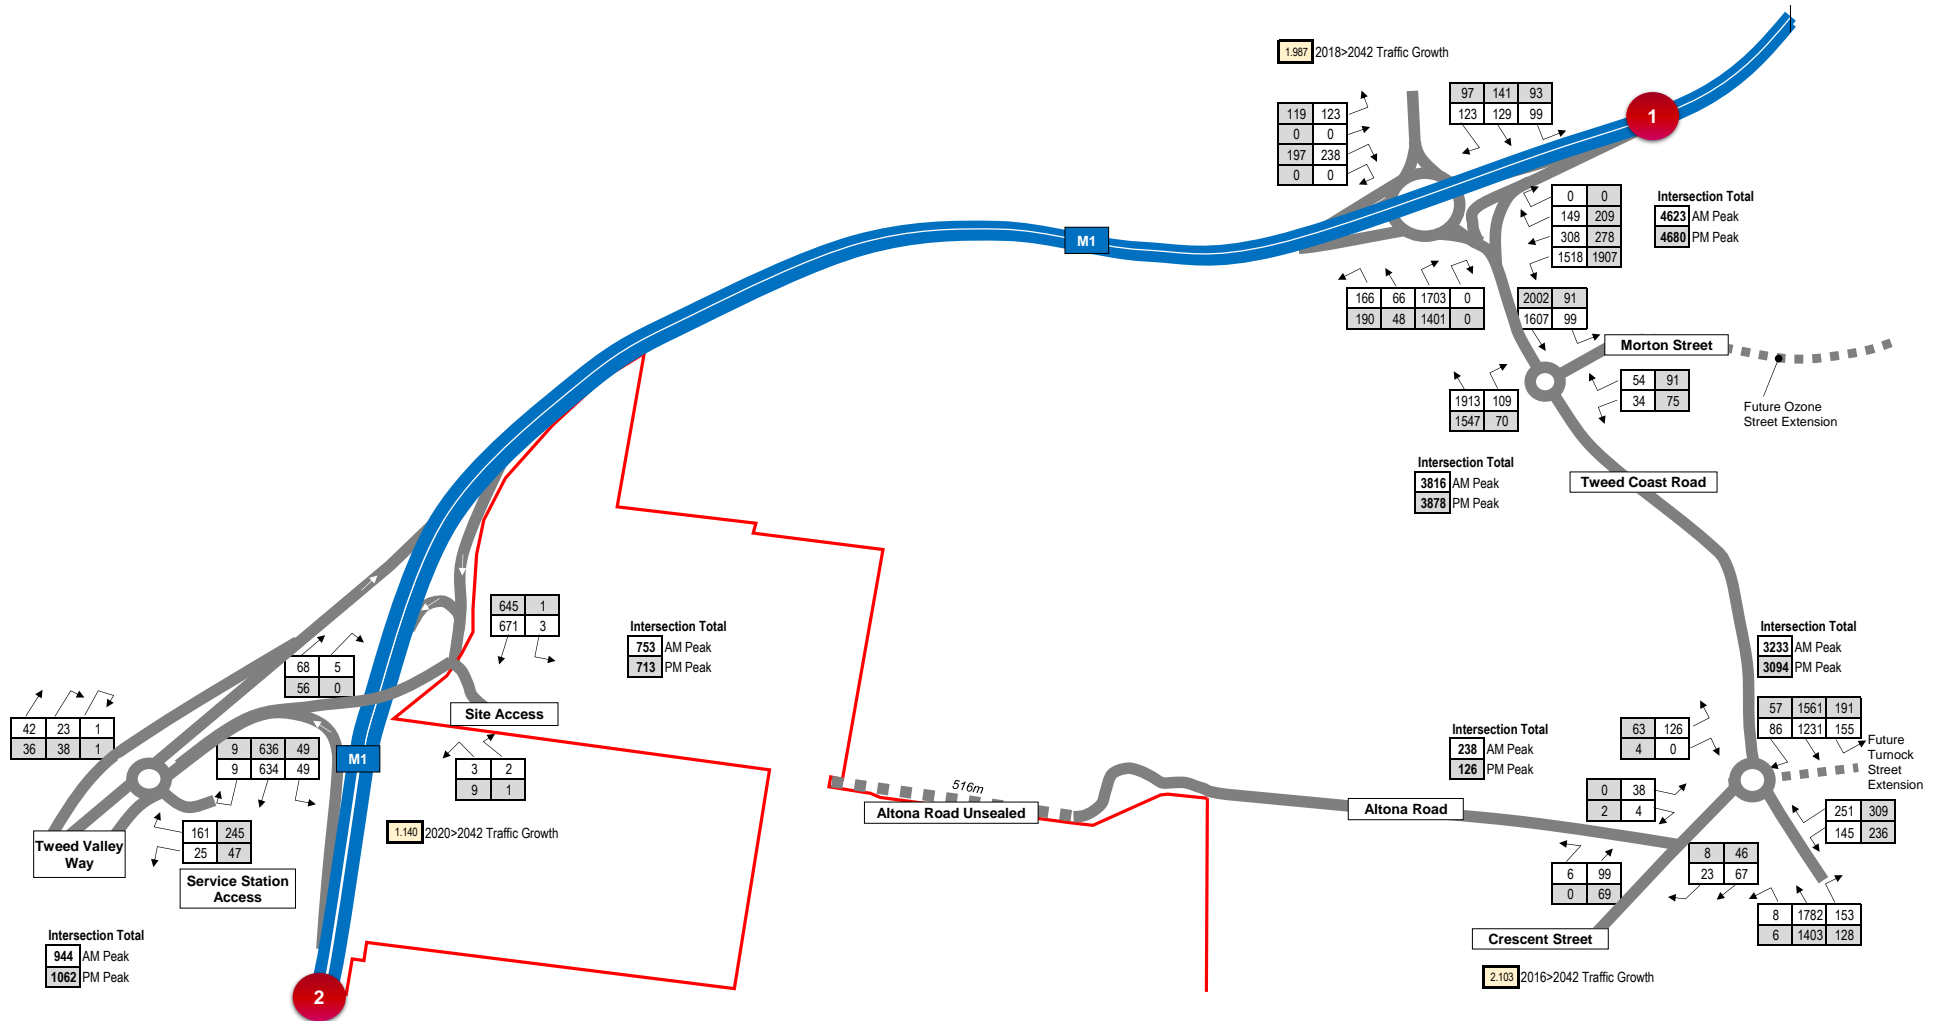 1.987 2018>2042 Traffic Growth
97 141 93
123 129 99
119 123
0 0
197 238
0 0
1
0 0
149 209
308 278
1518 1907
Intersection Total
4623 AM Peak
4680 PM Peak
M1
166 66 1703 0
190 48 1401 0
2002 91
1607 99
Morton Street
54 91
34 75
Future Ozone
Street Extension
1913 109
1547 70
Intersection Total
3816 AM Peak
3878 PM Peak
Tweed Coast Road
645 1
671 3
Intersection Total
753 AM Peak
713 PM Peak
68 5
56 0
Site Access
42 23 1
36 38 1
9 636 49
9 634 49
M1
3 2
9 1
161 245
25 47
1.140 2020>2042 Traffic Growth
Tweed Valley
Way
Service Station
Access
Intersection Total
944 AM Peak
1062 PM Peak
2
516m
Altona Road Unsealed
Altona Road
Intersection Total
238 AM Peak
126 PM Peak
Intersection Total
3233 AM Peak
3094 PM Peak
63 126
4 0
57 1561 191
86 1231 155
Future
Turnock
Street
Extension
0 38
2 4
251 309
145 236
8 46
23 67
6 99
0 69
8 1782 153
6 1403 128
Crescent Street
2.103 2016>2042 Traffic Growth